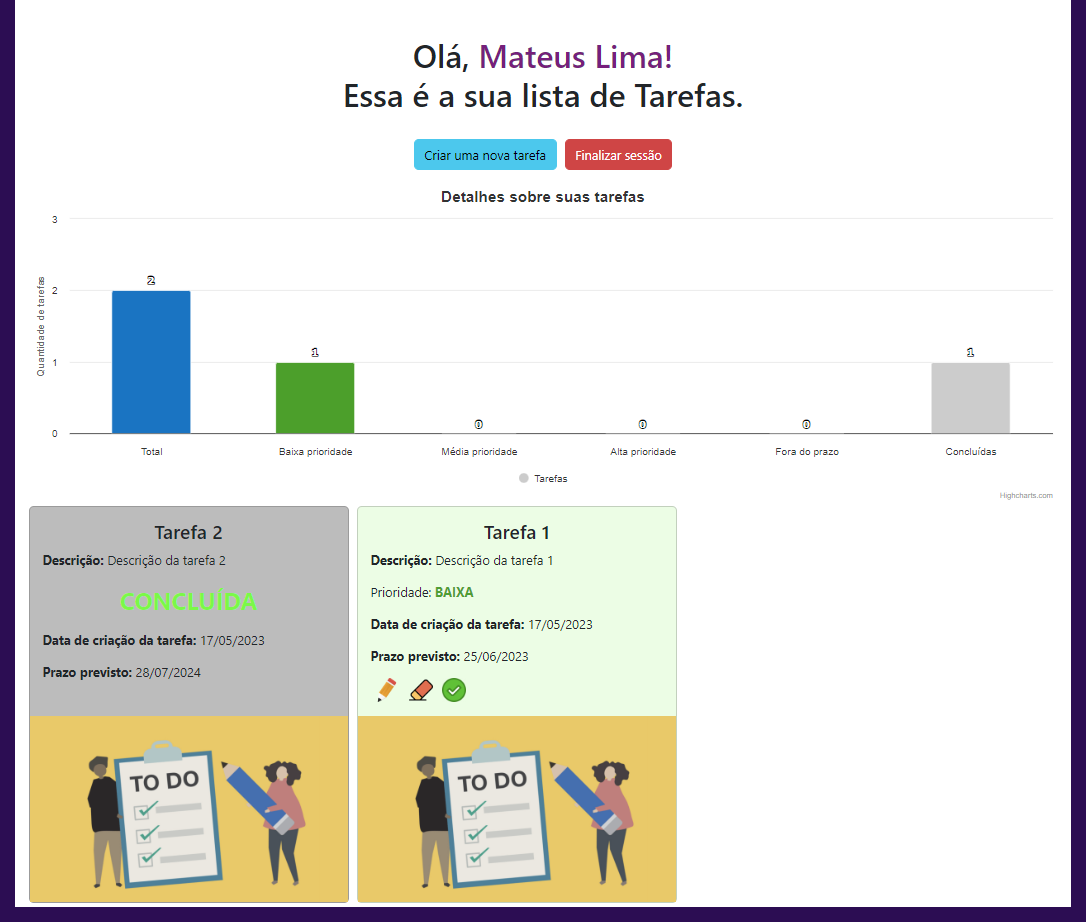 Olá, Mateus Lima!
Essa é a sua lista de Tarefas.
Criar uma nova tarefa Finalizar sessão
Detalhes sobre suas tarefas
Quantidade de tarefas
3
2
1
0
2
1
0
0
0
1
Total Baixa prioridade Média prioridade Alta prioridade Fora do prazo Concluídas
Tarefas
Highcharts.com
Tarefa 2
Descrição: Descrição da tarefa 2
CONCLUÍDA
Data de criação da tarefa: 17/05/2023
Prazo previsto: 28/07/2024
TO DO
Tarefa 1
Descrição: Descrição da tarefa 1
Prioridade: BAIXA
Data de criação da tarefa: 17/05/2023
Prazo previsto: 25/06/2023
TO DO